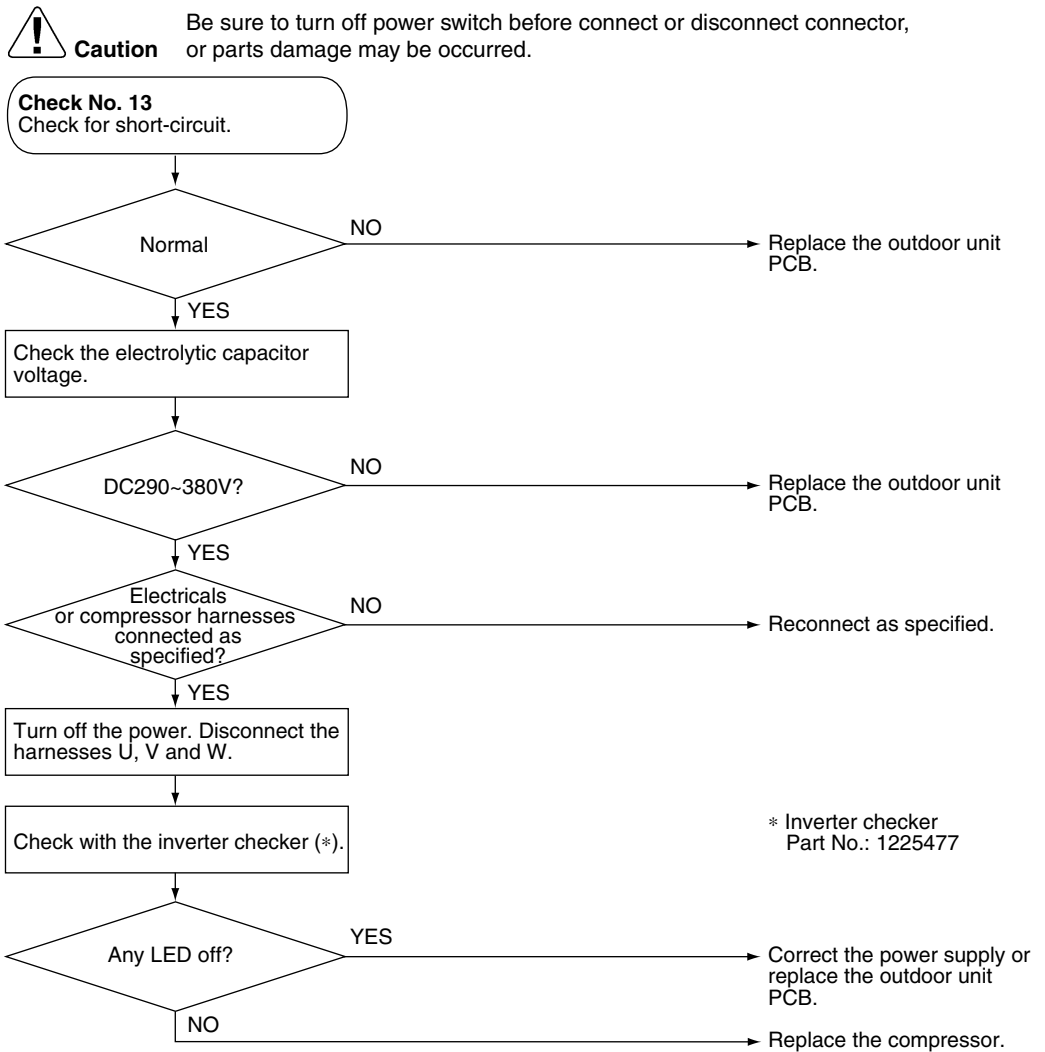 Be sure to turn off power switch before connect or disconnect connector,
Caution or parts damage may be occurred.
Check No. 13
Check for short-circuit.
NO
Normal
Replace the outdoor unit
PCB.
YES
Check the electrolytic capacitor
voltage.
NO
DC290~380V?
Replace the outdoor unit
PCB.
YES
Electricals
or compressor harnesses
connected as
specified?
NO
Reconnect as specified.
YES
Turn off the power. Disconnect the
harnesses U, V and W.
Check with the inverter checker (*).
* Inverter checker
Part No.: 1225477
YES
Any LED off?
Correct the power supply or
replace the outdoor unit
PCB.
NO
Replace the compressor.